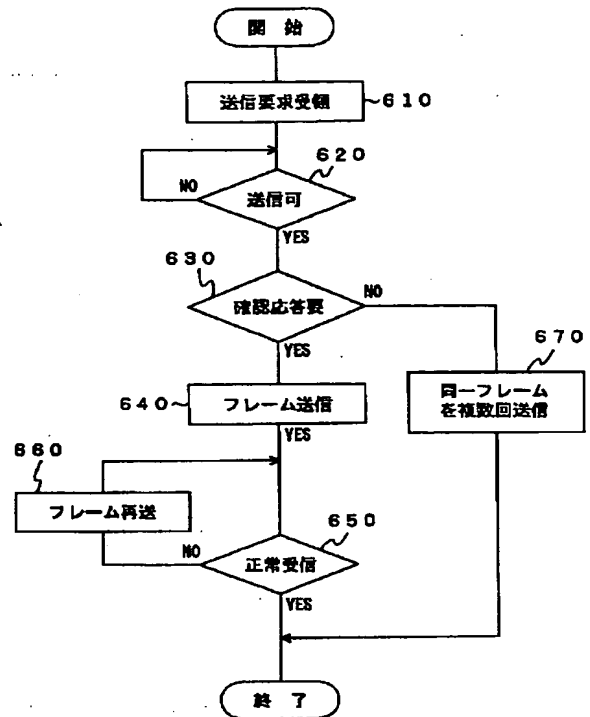 開 始
送信要求受領
~610
620
NO
送信可
YES
630
確認応答要
NO
YES
670
640~
フレーム送信
同一フレーム
を複数回送信
YES
660
フレーム再送
650
NO
正常受信
YES
終 了